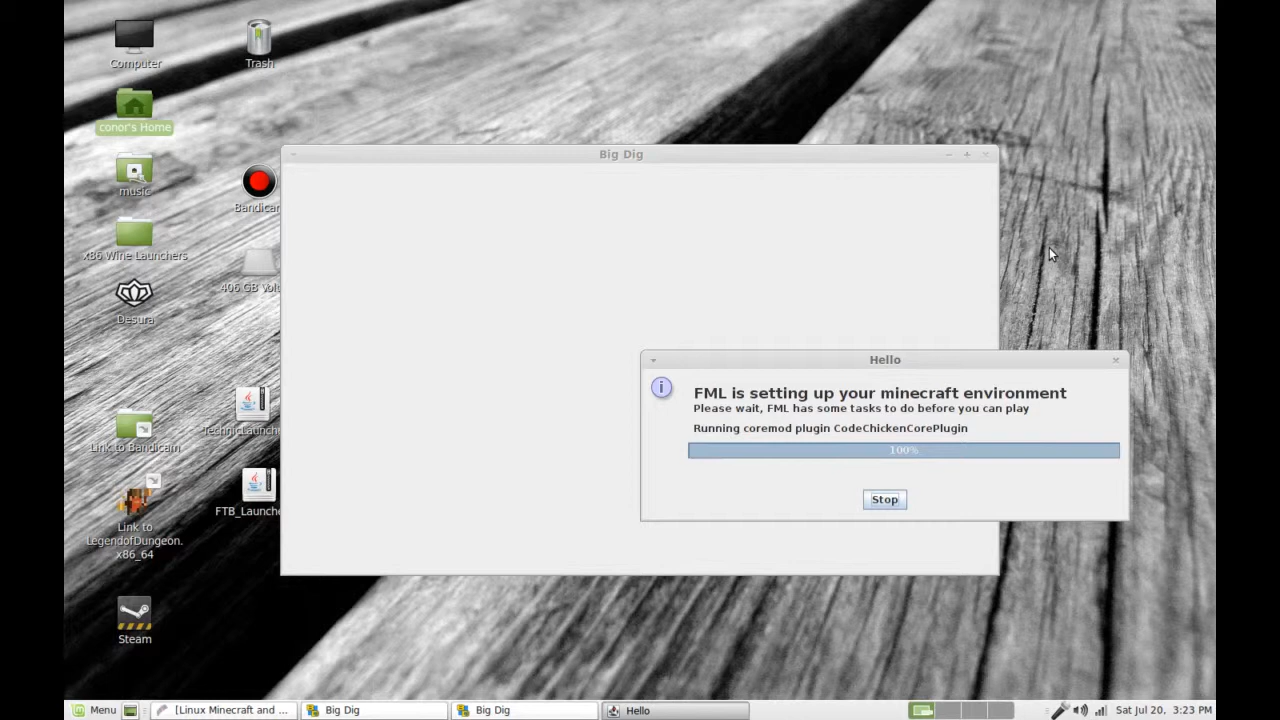 Computer
Trash
conor's Home
music
Bandicam
x86 Wine Launchers
406 GB volu
Desura
TechnicLaunche
Link to Bandicam
FTB_Launche
Link to
LegendofDungeon.
x86_64
Steam
Big Dig
Hello
FML is setting up your minecraft environment
Please wait, FML has some tasks to do before you can play
Running coremod plugin CodeChickenCorePlugin
100%
Stop
Menu
[Linux Minecraft and ...
Big Dig
Big Dig
Hello
Sat Jul 20, 3:23 PM